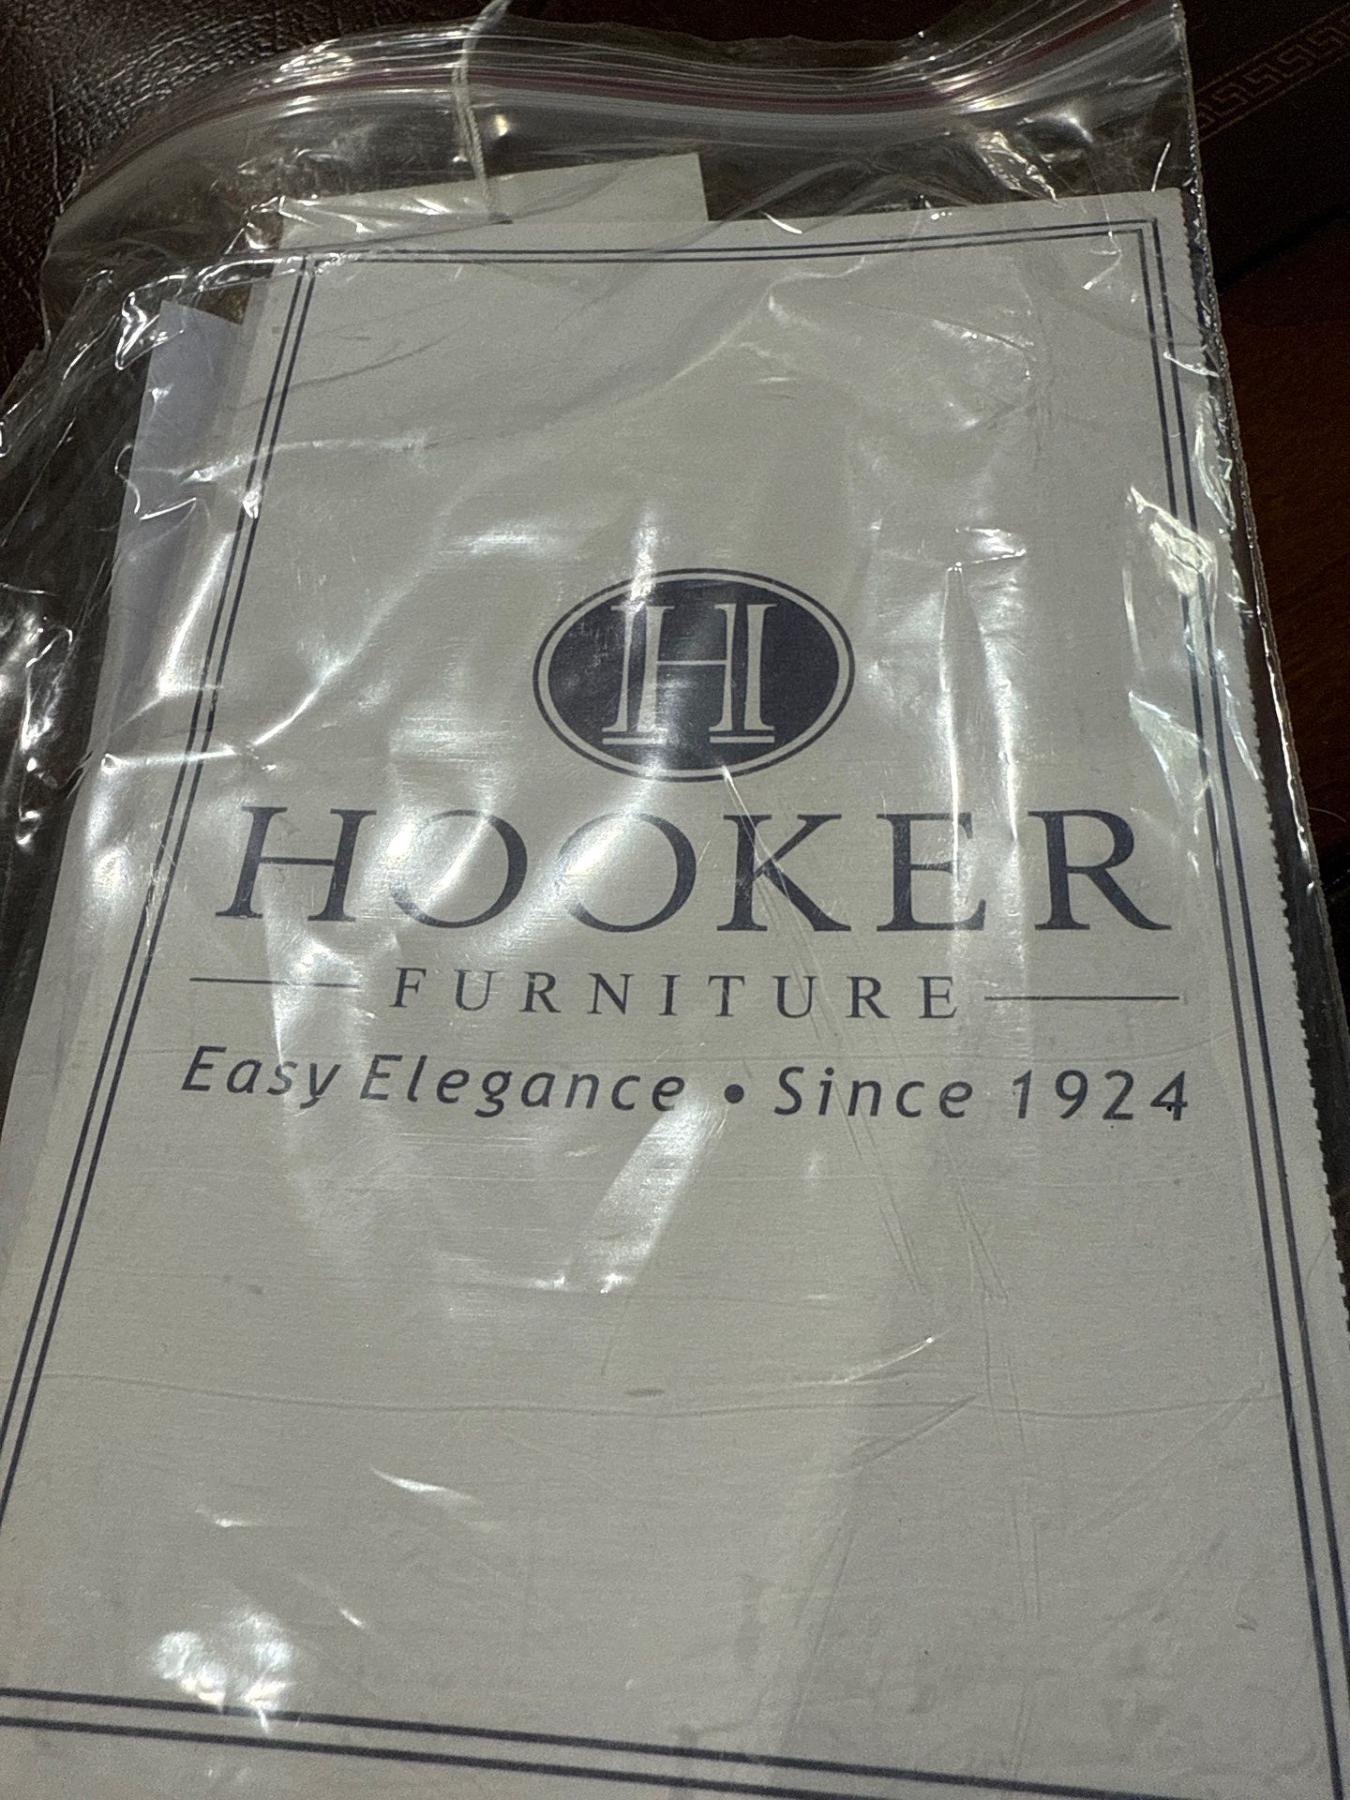 H
HOOKER
FURNITURE
Easy Elegance • Since 1924